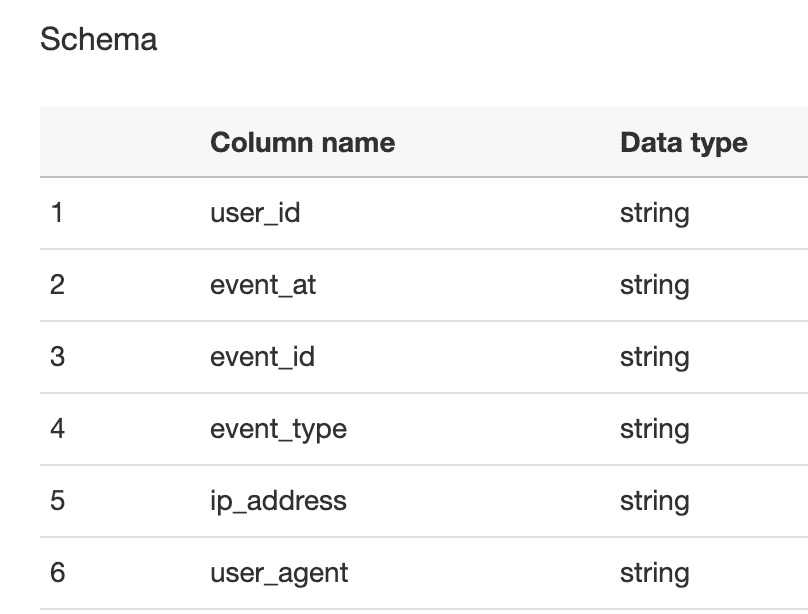 Schema
Column name Data type
1 user_id string
2 event_at string
3 event_id string
4 event_type string
5 ip_address string
6 user_agent string